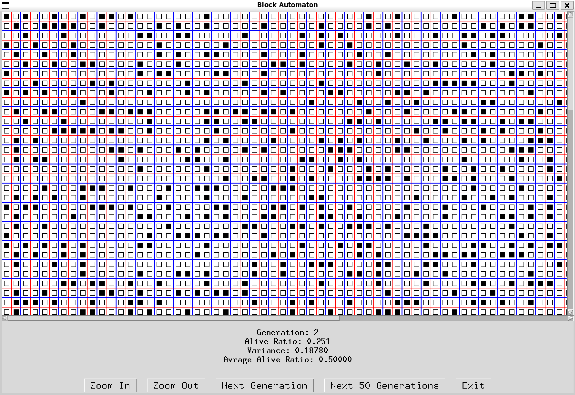 Block Automaton
Generation: 2
Alive Ratio: 0.251
Variance: 0.18780
Average Alive Ratio: 0.50000
Zoom In Zoom Out Next Generation Next 50 Generations Exit